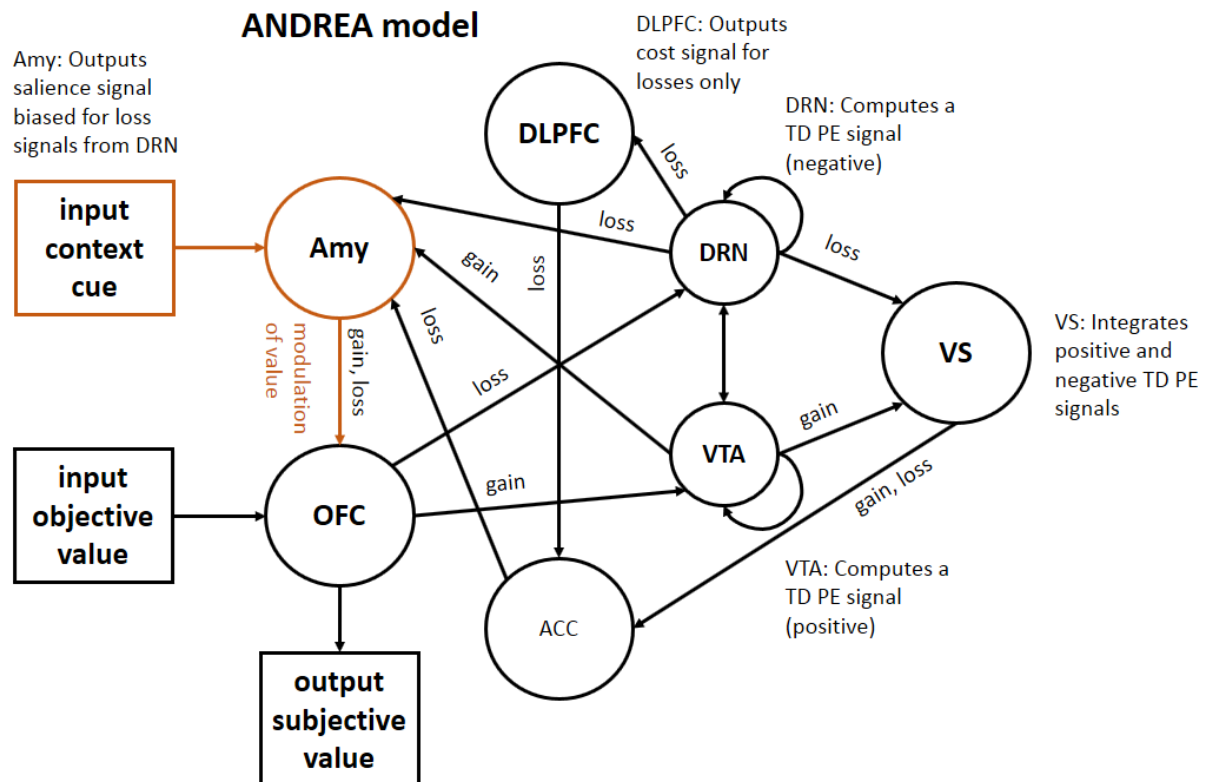 ANDREA model
Amy: Outputs
salience signal
biased for loss
signals from DRN
DLPFC: Outputs
cost signal for
losses only
DRN: Computes a
TD PE signal
(negative)
input
context
cue
Amy
DLPFC
DRN
loss
loss
loss
loss
gain
loss
modulation
of value
gain, loss
loss
VS
VS: Integrates
positive and
negative TD PE
signals
input
objective
value
OFC
gain
VTA
gain
gain, loss
ACC
VTA: Computes a
TD PE signal
(positive)
output
subjective
value